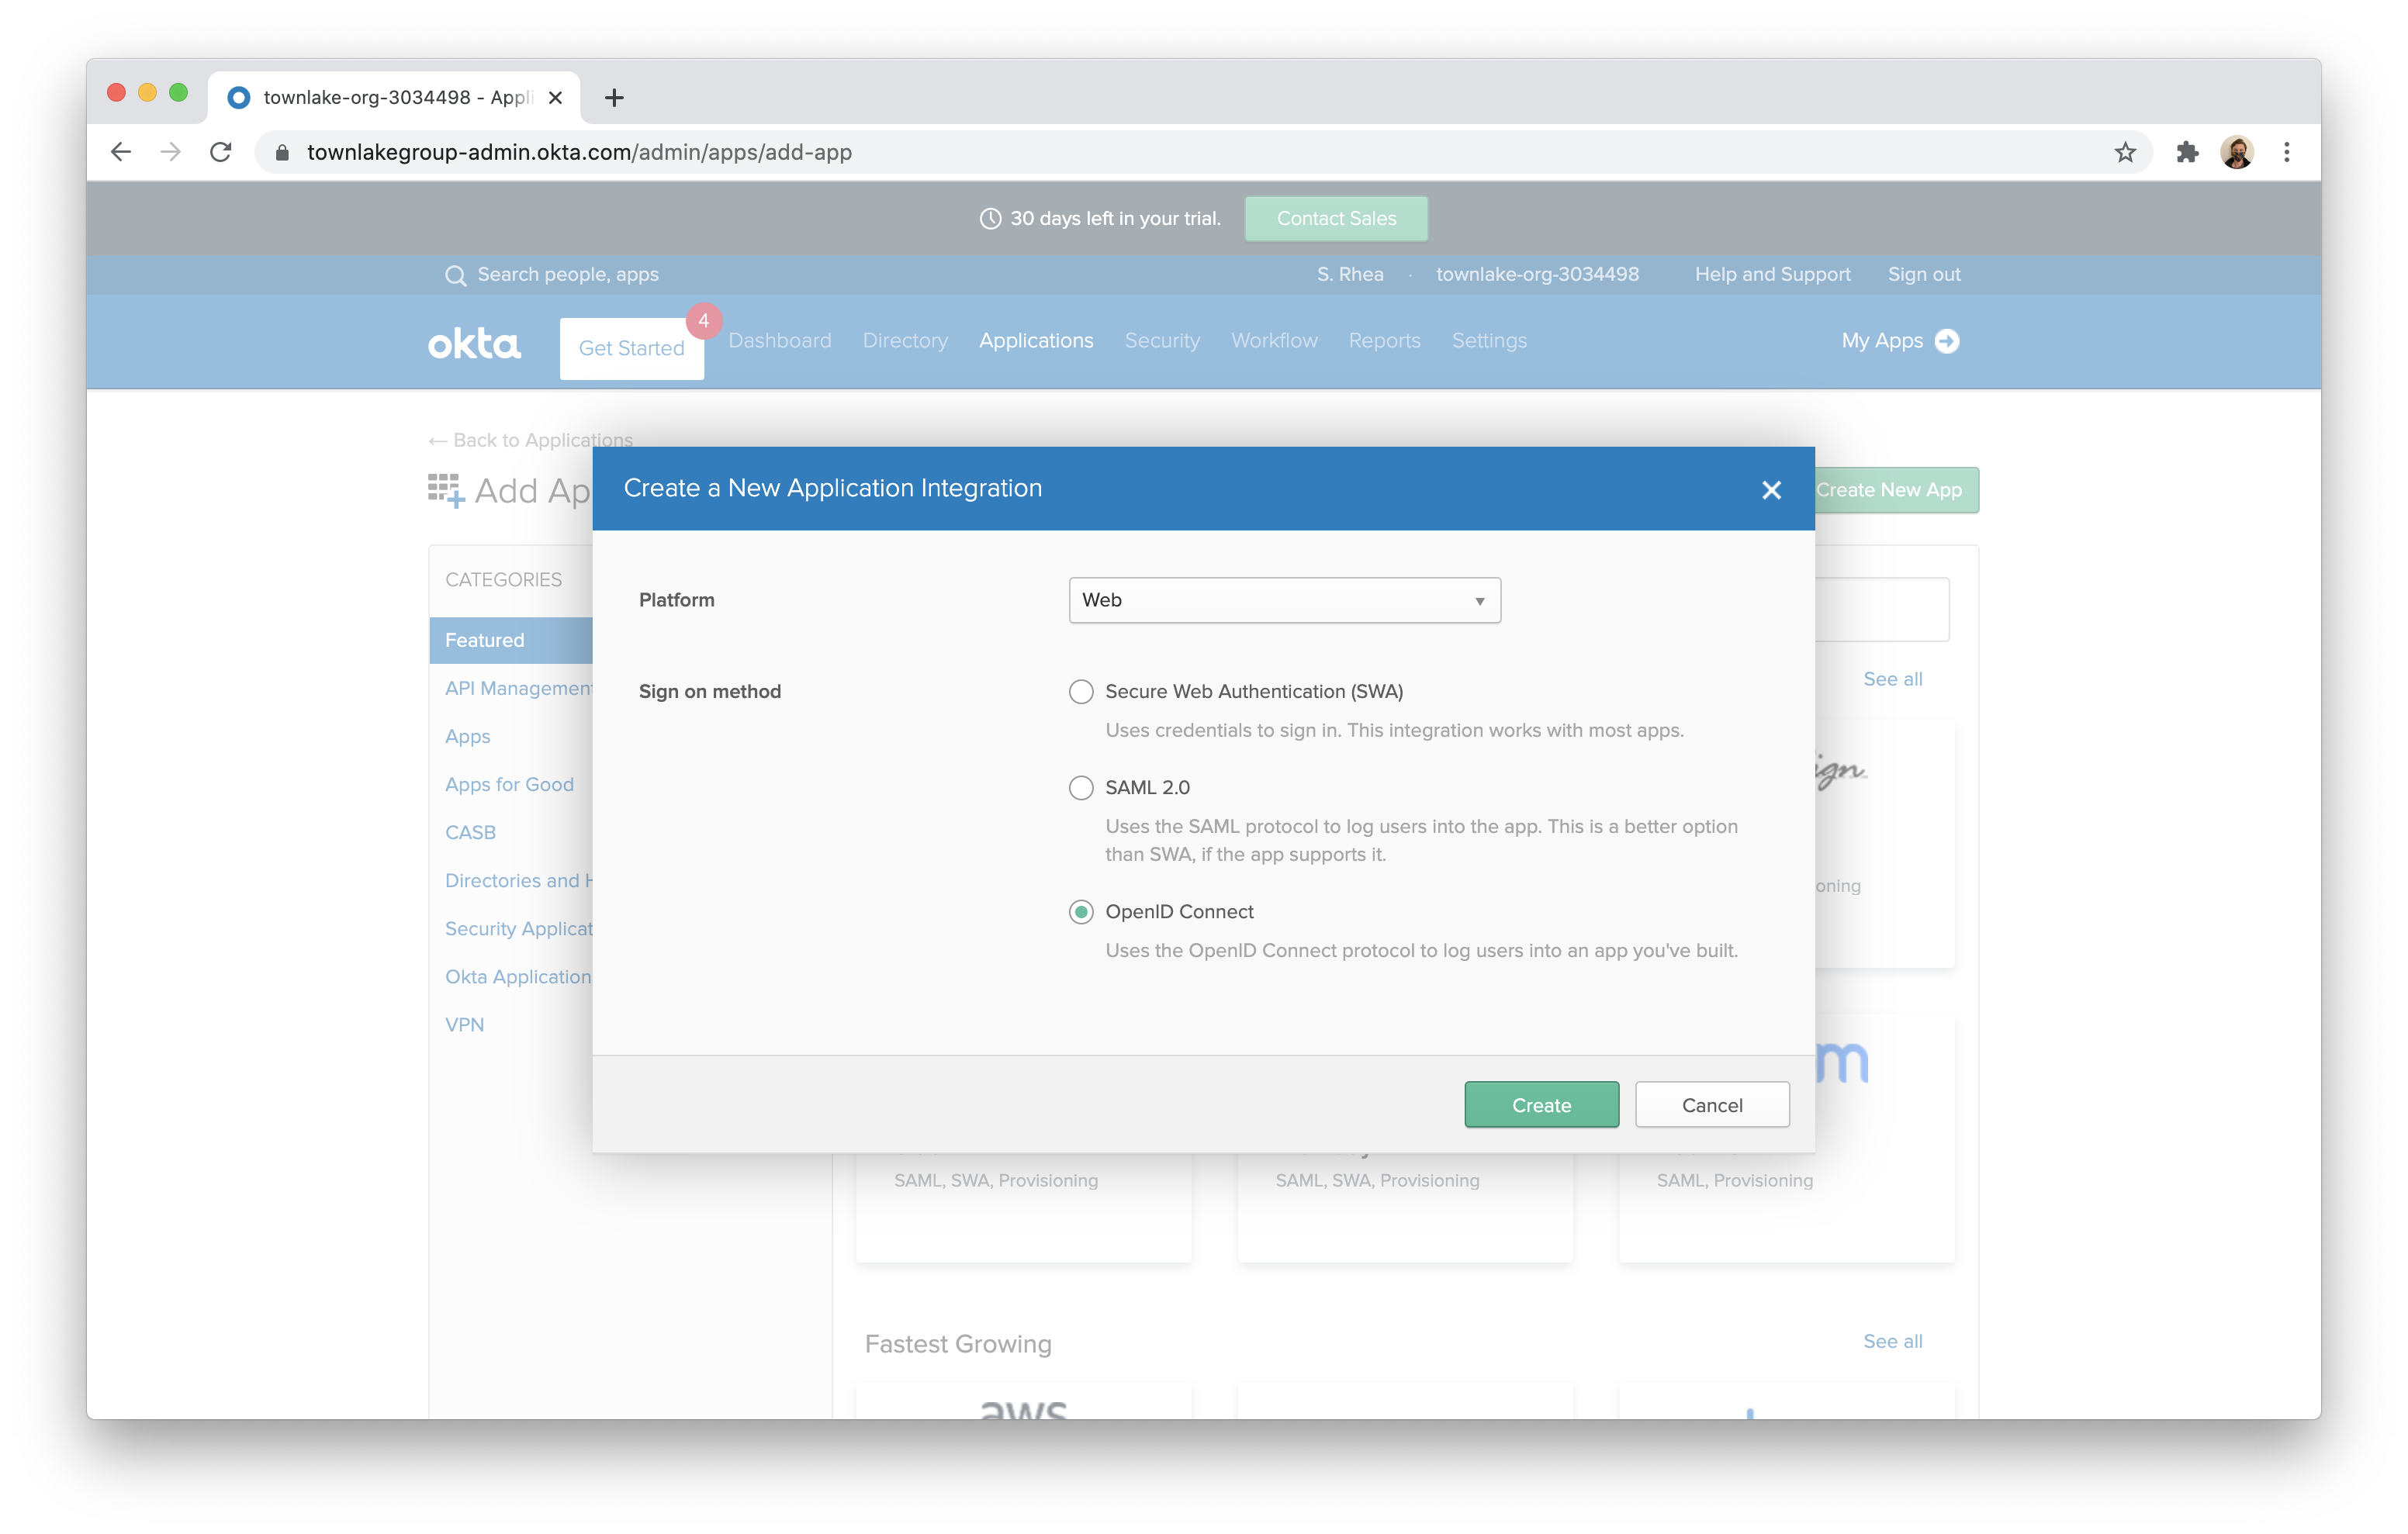 townlake-org-3034498 - Appli
townlakegroup-admin.okta.com/admin/apps/add-app
30 days left in your trial.
Contact Sales
Search people, apps
S. Rhea · townlake-org-3034498
Help and Support
Sign out
okta
Get Started
4
Dashboard
Directory
Applications
Security
Workflow
Reports
Settings
My Apps
← Back to Applications
Add Ap
Create New App
Create a New Application Integration
Platform
Web
Sign on method
Secure Web Authentication (SWA)
Uses credentials to sign in. This integration works with most apps.
SAML 2.0
Uses the SAML protocol to log users into the app. This is a better option
than SWA, if the app supports it.
OpenID Connect
Uses the OpenID Connect protocol to log users into an app you've built.
Create
Cancel
CATEGORIES
Featured
API Management
Apps
Apps for Good
CASB
Directories and H
Security Applicat
Okta Application
VPN
See all
ign
oning
m
SAML, SWA, Provisioning
SAML, SWA, Provisioning
SAML, Provisioning
Fastest Growing
See all
aws